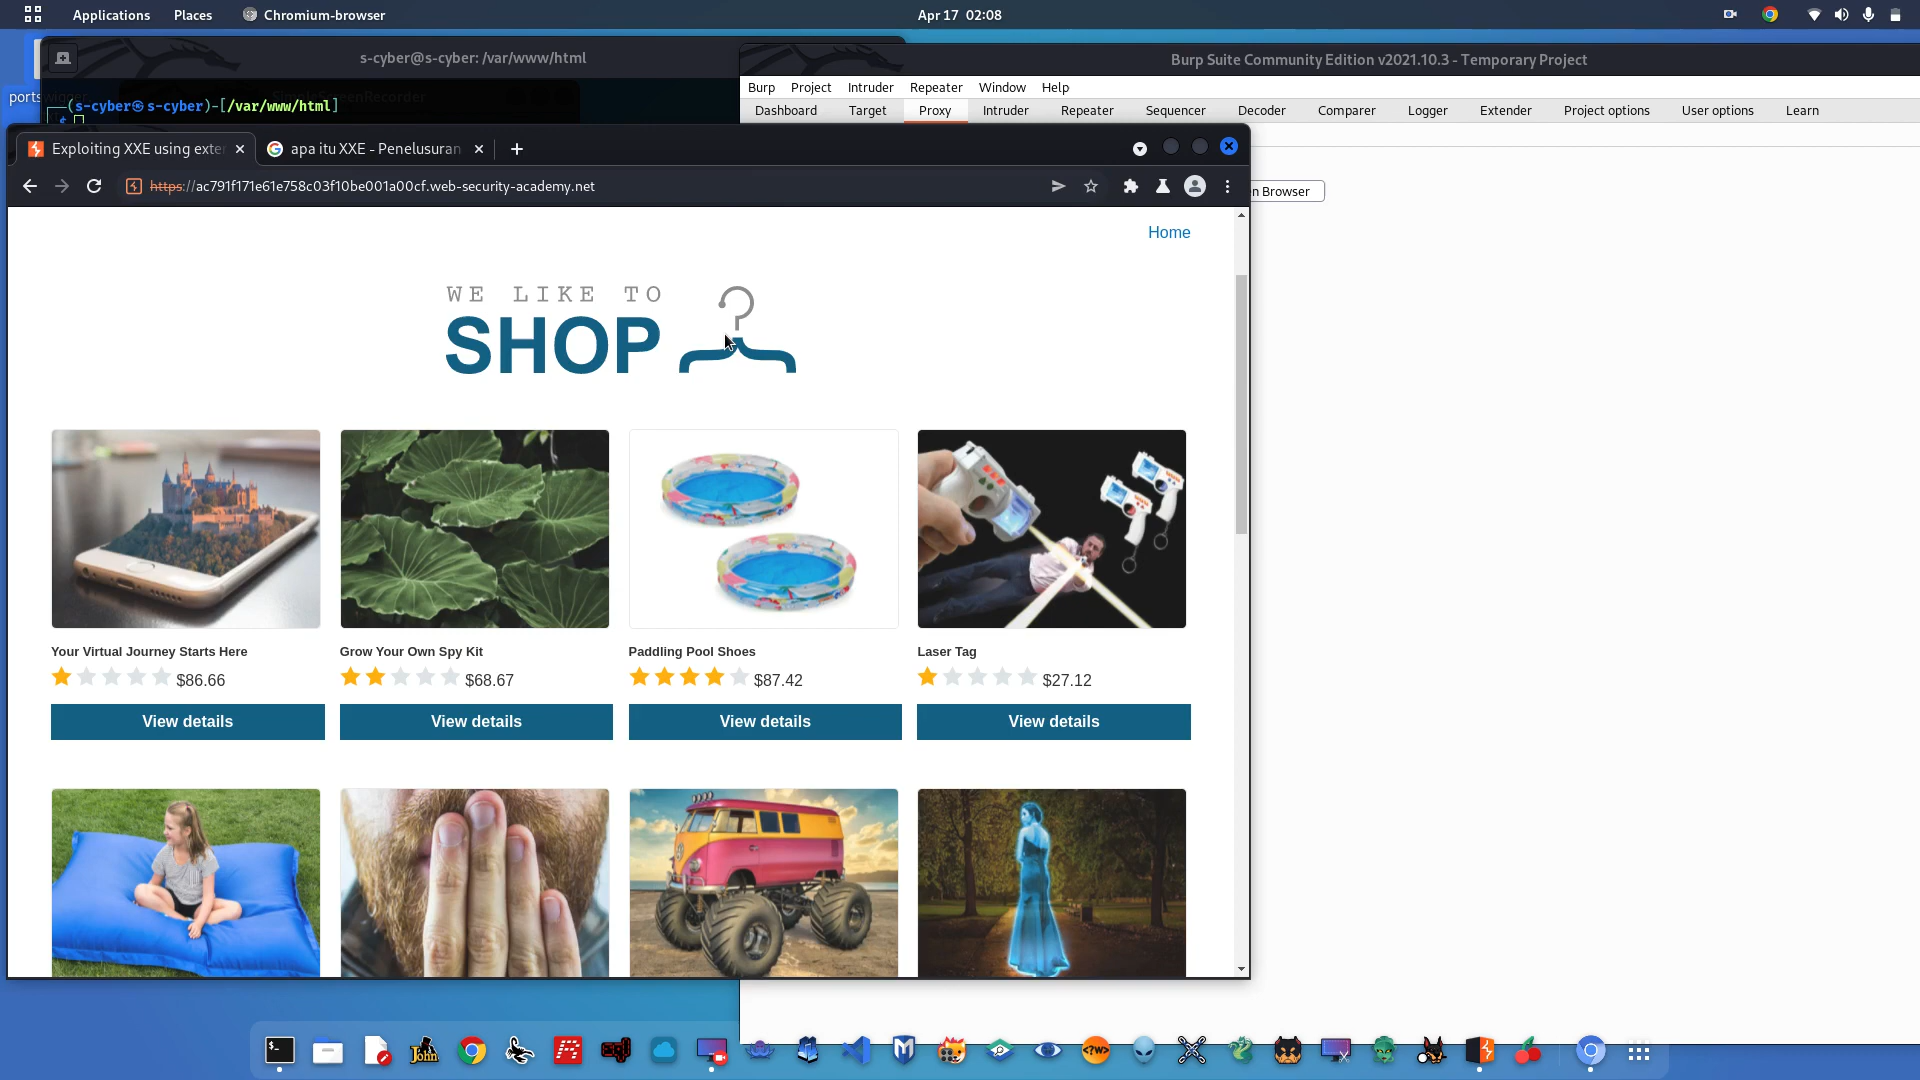 Applications Places Chromium-browser Apr 17 02:08
s-cyber@s-cyber: /var/www/html
Burp Suite Community Edition v2021.10.3 - Temporary Project
Burp Project Intruder Repeater Window Help
(s-cyber㉿s-cyber)-[/var/www/html]
$
Dashboard Target Proxy Intruder Repeater Sequencer Decoder Comparer Logger Extender Project options User options Learn
Exploiting XXE using exte
apa itu XXE - Penelusuran
https://ac791f171e61e758c03f10be001a00cf.web-security-academy.net
n Browser
Home
WE LIKE TO
SHOP
Your Virtual Journey Starts Here
$86.66
View details
Grow Your Own Spy Kit
$68.67
View details
Paddling Pool Shoes
$87.42
View details
Laser Tag
$27.12
View details